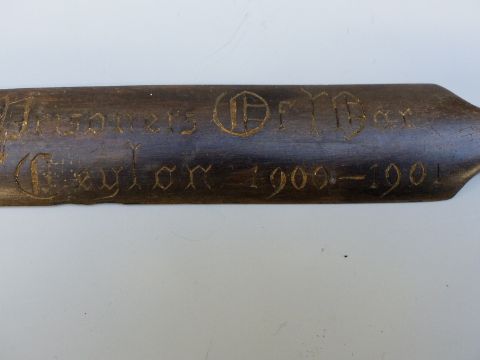 Prisoners Of War
Ceylon 1900-1901